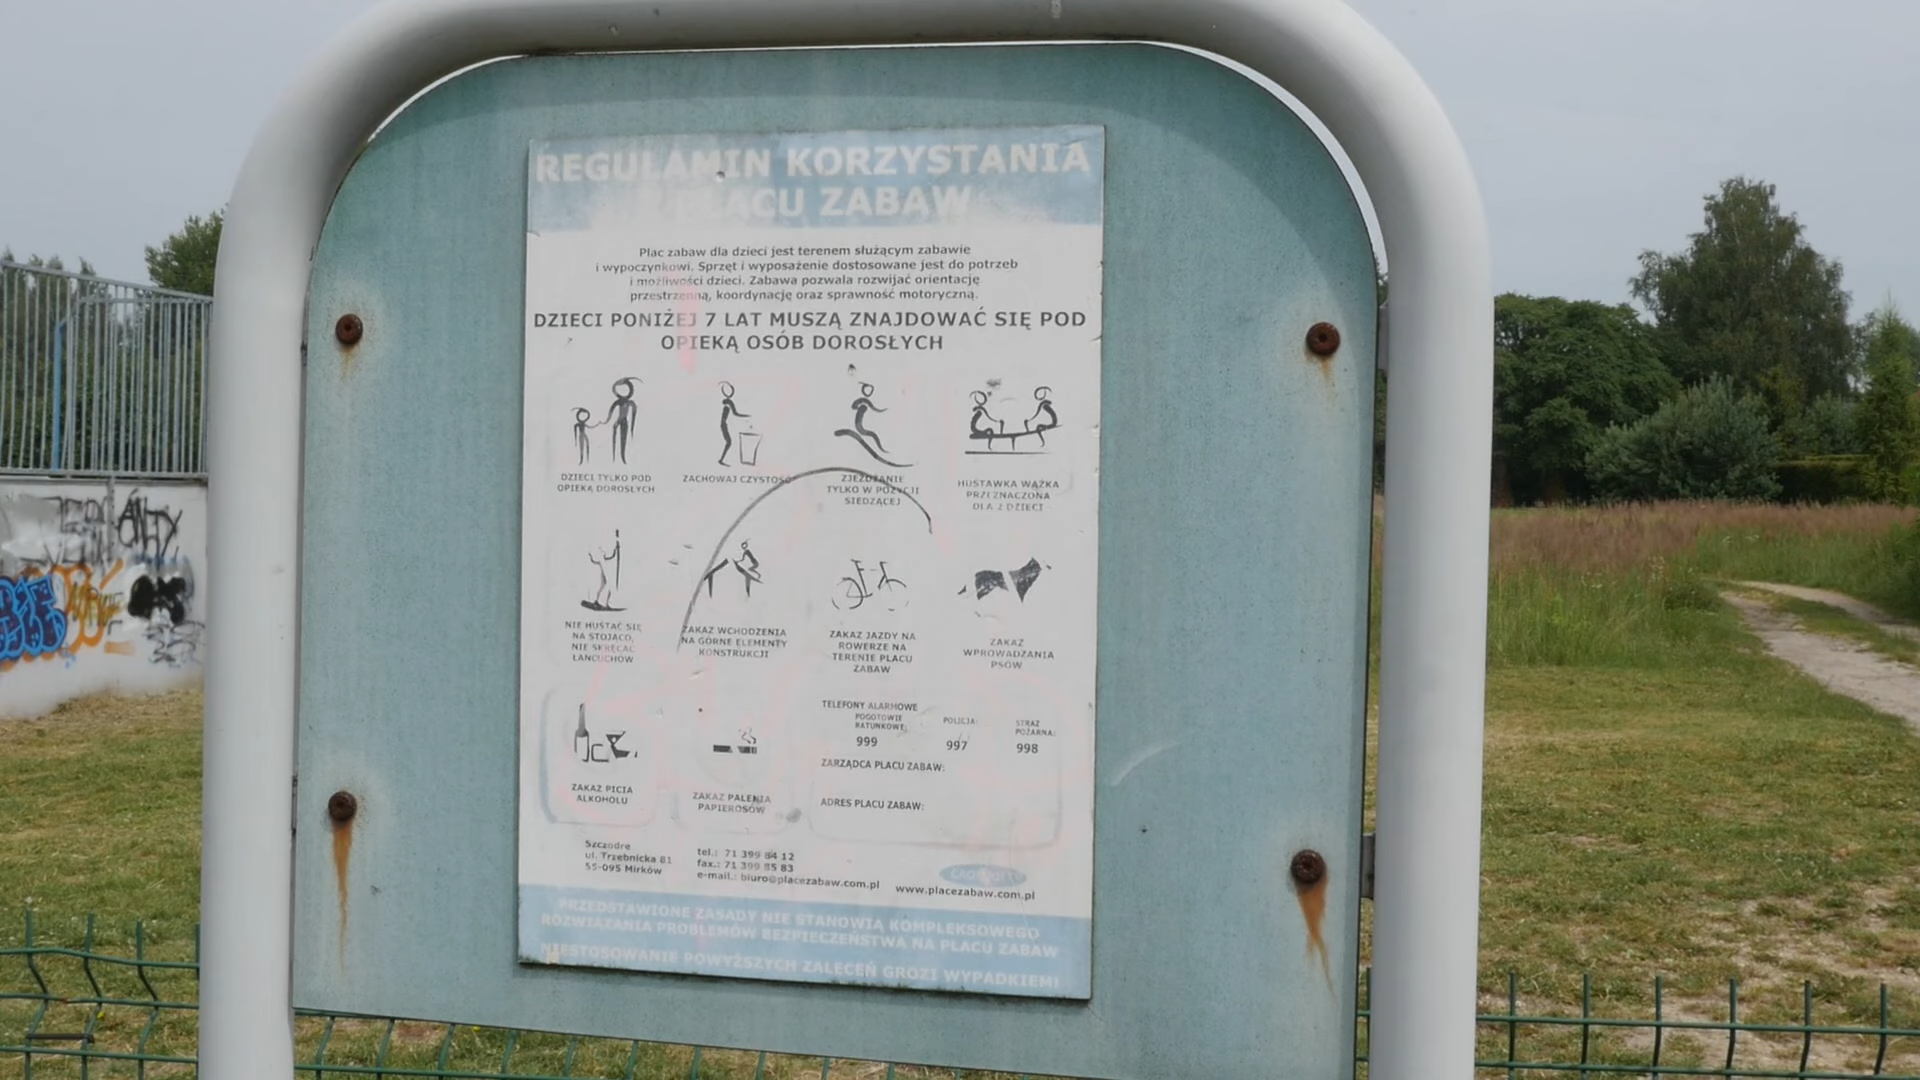 REGULAMIN KORZYSTANIA
PLACU ZABAW
Plac zabaw dla dzieci jest terenem służącym zabawie
i wypoczynkowi. Sprzęt i wyposażenie dostosowane jest do potrzeb
i możliwości dzieci. Zabawa pozwala rozwijać orientację
przestrzenną, koordynację oraz sprawność motoryczną.
DZIECI PONIŻEJ 7 LAT MUSZĄ ZNAJDOWAĆ SIĘ POD
OPIEKĄ OSÓB DOROSŁYCH
DZIECI TYLKO POD
OPIEKĄ DOROSŁYCH
ZACHOWAJ CZYSTOŚĆ
ZJEŻDŻANIE
TYLKO W POZYCJI
SIEDZĄCEJ
HUŚTAWKA WAŻKA
PRZEZNACZONA
DLA 2 DZIECI
NIE HUŚTAĆ SIĘ
NA STOJĄCO,
NIE SKRĘCAĆ
ŁAŃCUCHÓW
ZAKAZ WCHODZENIA
NA GÓRNE ELEMENTY
KONSTRUKCJI
ZAKAZ JAZDY NA
ROWERZE NA
TERENIE PLACU
ZABAW
ZAKAZ
WPROWADZANIA
PSÓW
ZAKAZ PICIA
ALKOHOLU
ZAKAZ PALENIA
PAPIEROSÓW
TELEFONY ALARMOWE
POGOTOWIE
RATUNKOWE:
999
POLICJA:
997
STRAŻ
POŻARNA:
998
ZARZĄDCA PLACU ZABAW:
ADRES PLACU ZABAW:
Szczodre
ul. Trzebnicka 81
55-095 Mirków
tel.: 71 399 84 12
fax.: 71 399 85 83
e-mail.: biuro@placezabaw.com.pl
www.placezabaw.com.pl
PRZEDSTAWIONE ZASADY NIE STANOWIĄ KOMPLEKSOWEGO
ROZWIĄZANIA PROBLEMÓW BEZPIECZEŃSTWA NA PLACU ZABAW
NIESTOSOWANIE POWYŻSZYCH ZALECEŃ GROZI WYPADKIEM!